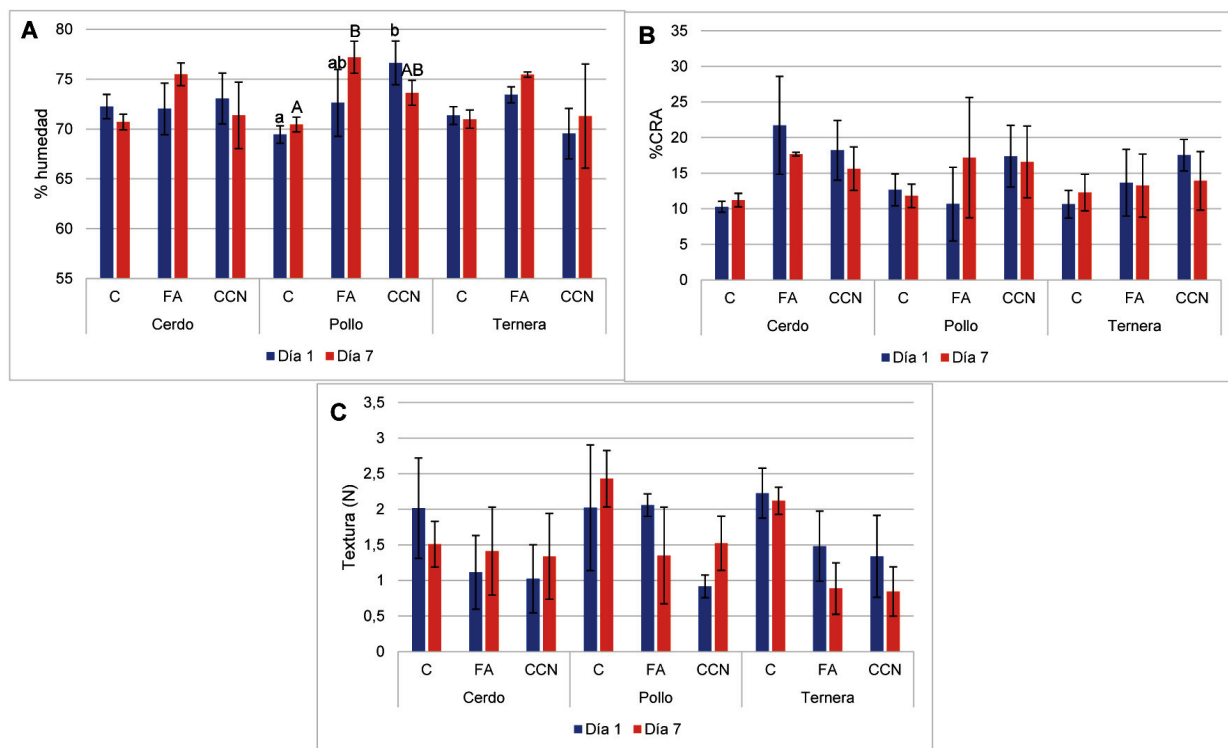 A
% humedad
80
75
70
65
60
55
a
A
ab
B
b
AB
C FA CCN C FA CCN C FA CCN
Cerdo Pollo Ternera
Día 1 Día 7
B
%CRA
35
30
25
20
15
10
5
0
C FA CCN C FA CCN C FA CCN
Cerdo Pollo Ternera
Día 1 Día 7
C
Textura (N)
3,5
3
2,5
2
1,5
1
0,5
0
C FA CCN C FA CCN C FA CCN
Cerdo Pollo Ternera
Día 1 Día 7